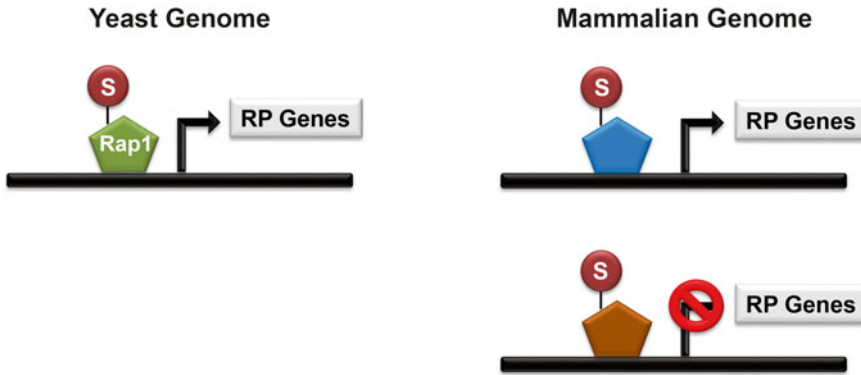 Yeast Genome
Mammalian Genome
S
Rap1
RP Genes
S
RP Genes
S
RP Genes